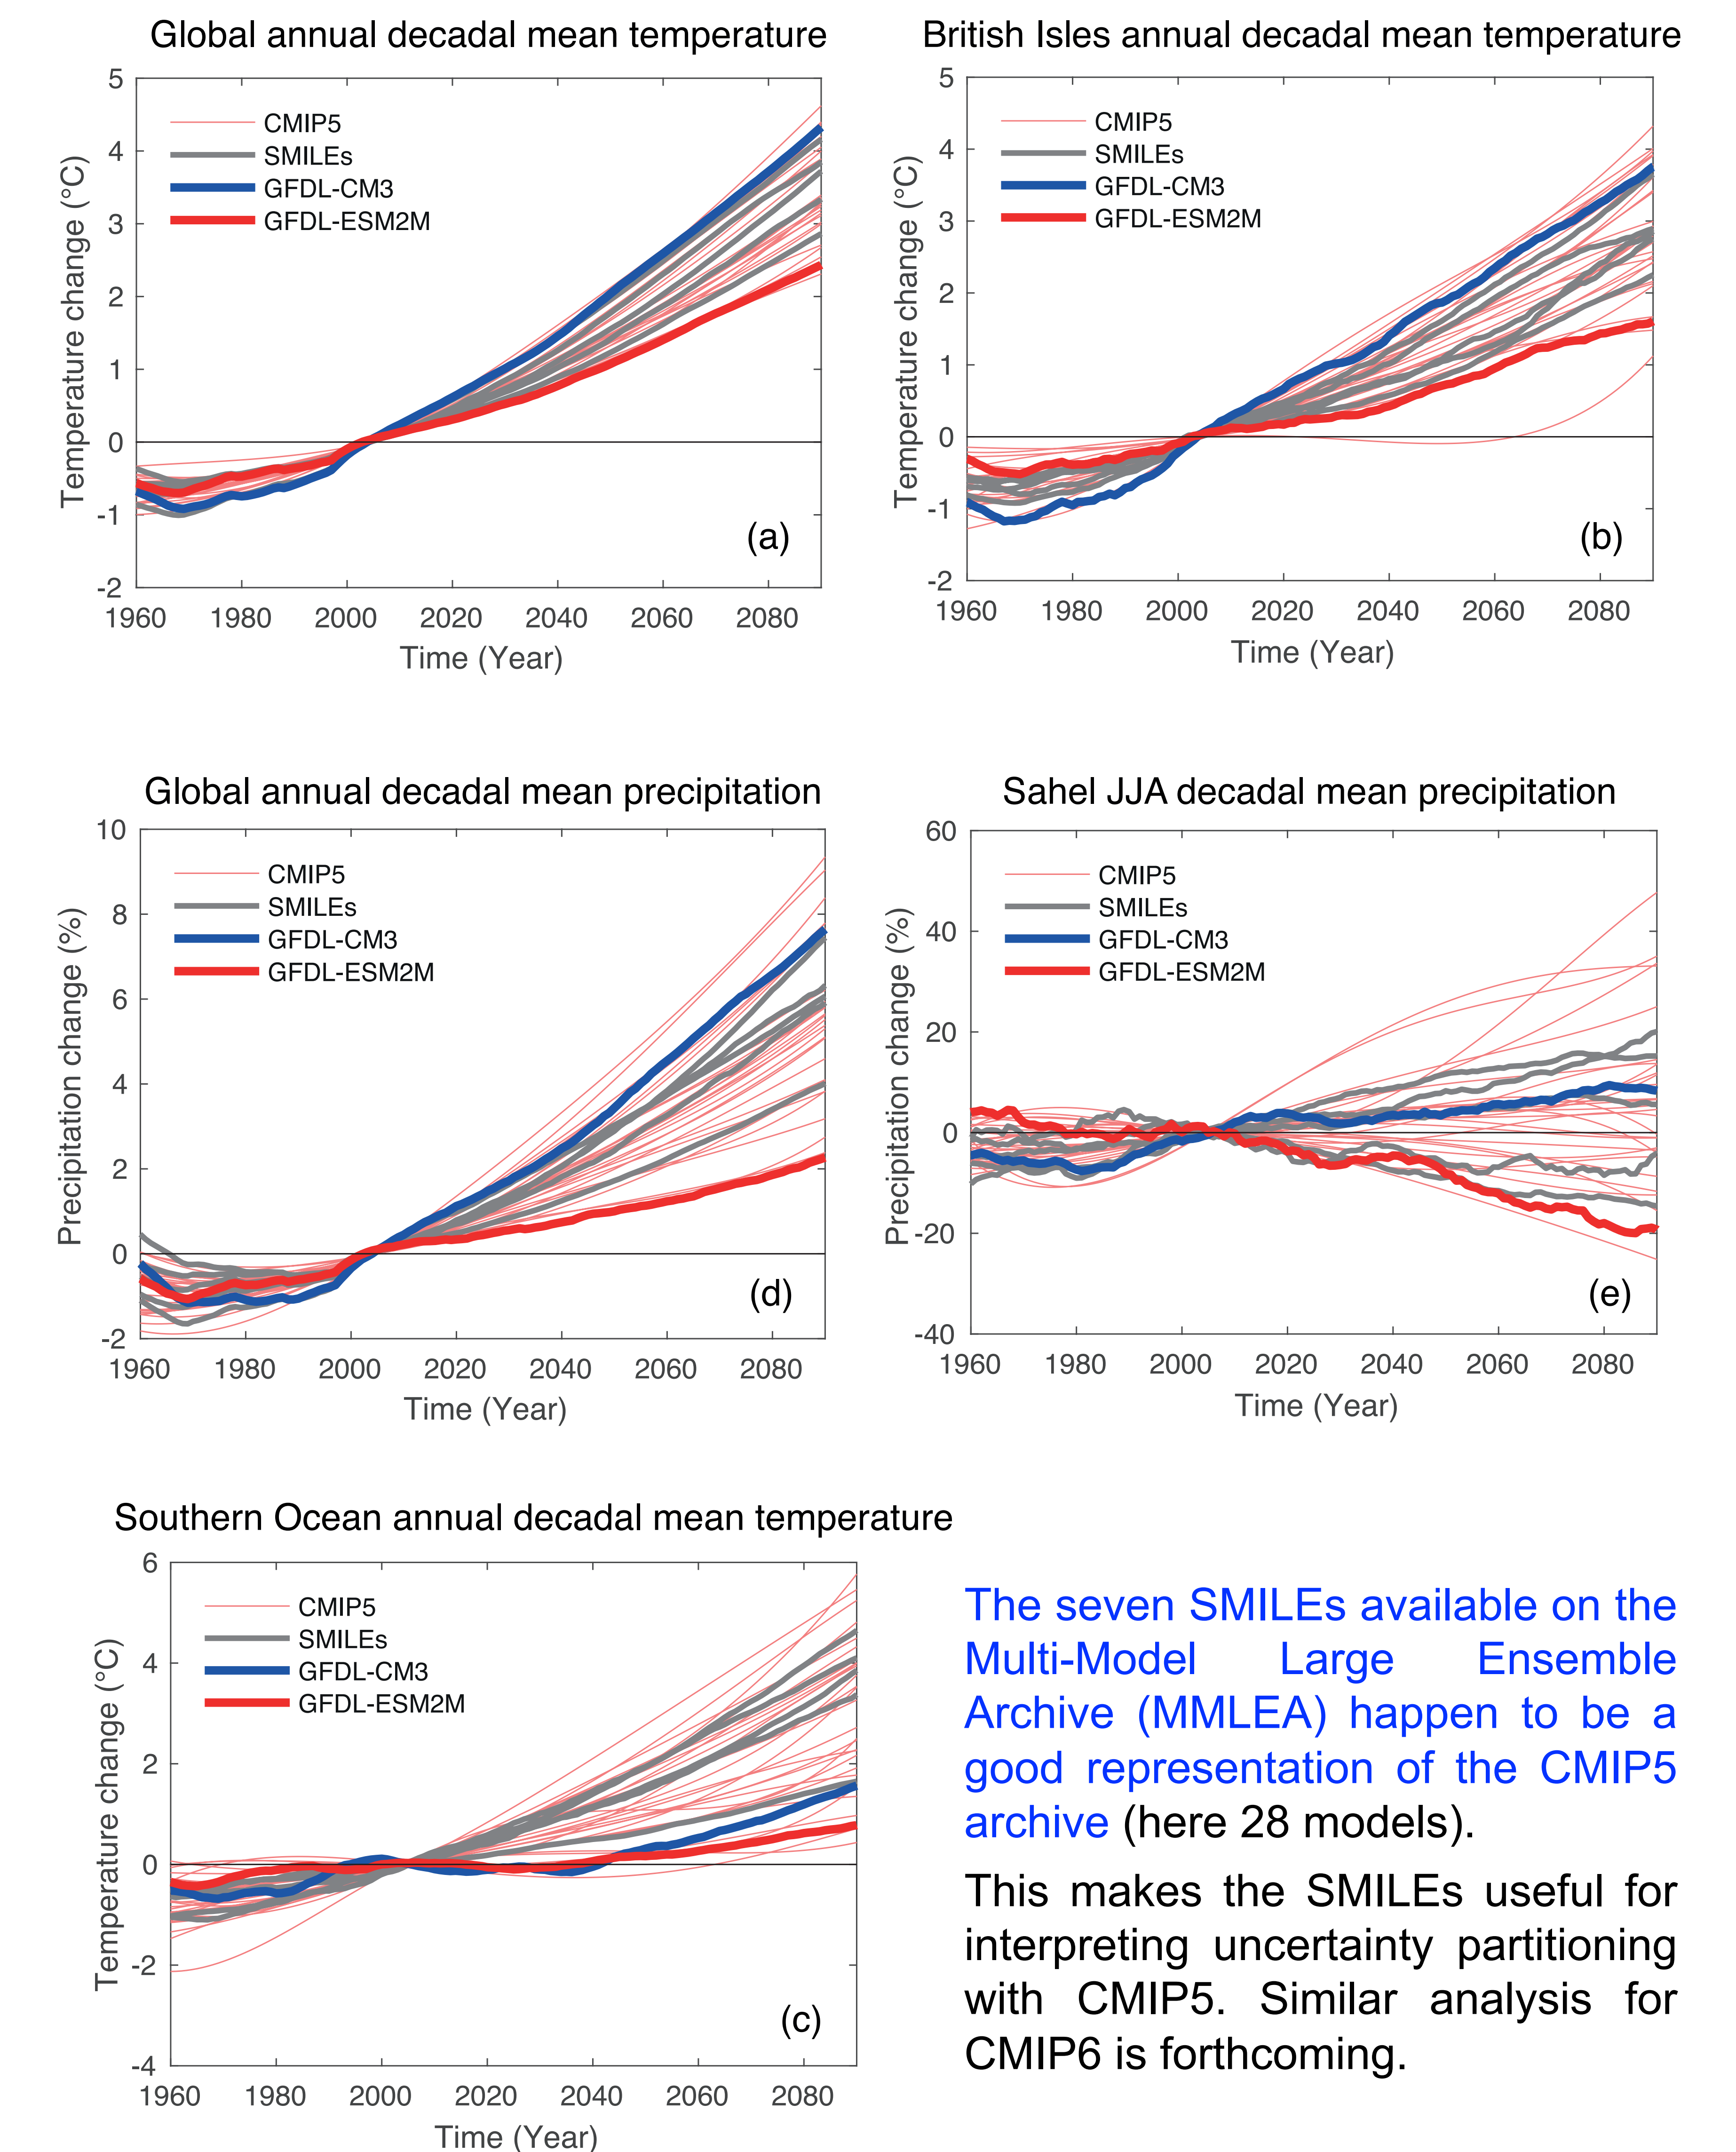 Global annual decadal mean temperature
5
4
3
2
1
0
-1
-2
Temperature change (°C)
CMIP5
SMILEs
GFDL-CM3
GFDL-ESM2M
(a)
1960 1980 2000 2020 2040 2060 2080
Time (Year)
British Isles annual decadal mean temperature
5
4
3
2
1
0
-1
-2
Temperature change (°C)
CMIP5
SMILEs
GFDL-CM3
GFDL-ESM2M
(b)
1960 1980 2000 2020 2040 2060 2080
Time (Year)
Global annual decadal mean precipitation
10
8
6
4
2
0
-2
Precipitation change (%)
CMIP5
SMILEs
GFDL-CM3
GFDL-ESM2M
(d)
1960 1980 2000 2020 2040 2060 2080
Time (Year)
Sahel JJA decadal mean precipitation
60
40
20
0
-20
-40
Precipitation change (%)
CMIP5
SMILEs
GFDL-CM3
GFDL-ESM2M
(e)
1960 1980 2000 2020 2040 2060 2080
Time (Year)
Southern Ocean annual decadal mean temperature
6
4
2
0
-2
-4
Temperature change (°C)
CMIP5
SMILEs
GFDL-CM3
GFDL-ESM2M
(c)
1960 1980 2000 2020 2040 2060 2080
Time (Year)
The seven SMILEs available on the
Multi-Model Large Ensemble
Archive (MMLEA) happen to be a
good representation of the CMIP5
archive (here 28 models).
This makes the SMILEs useful for
interpreting uncertainty partitioning
with CMIP5. Similar analysis for
CMIP6 is forthcoming.